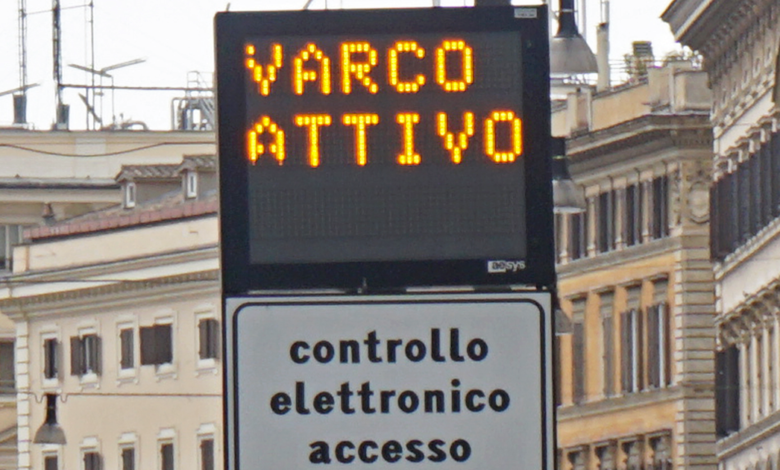 VARCO
ATTIVO
aesys
controllo
elettronico
accesso